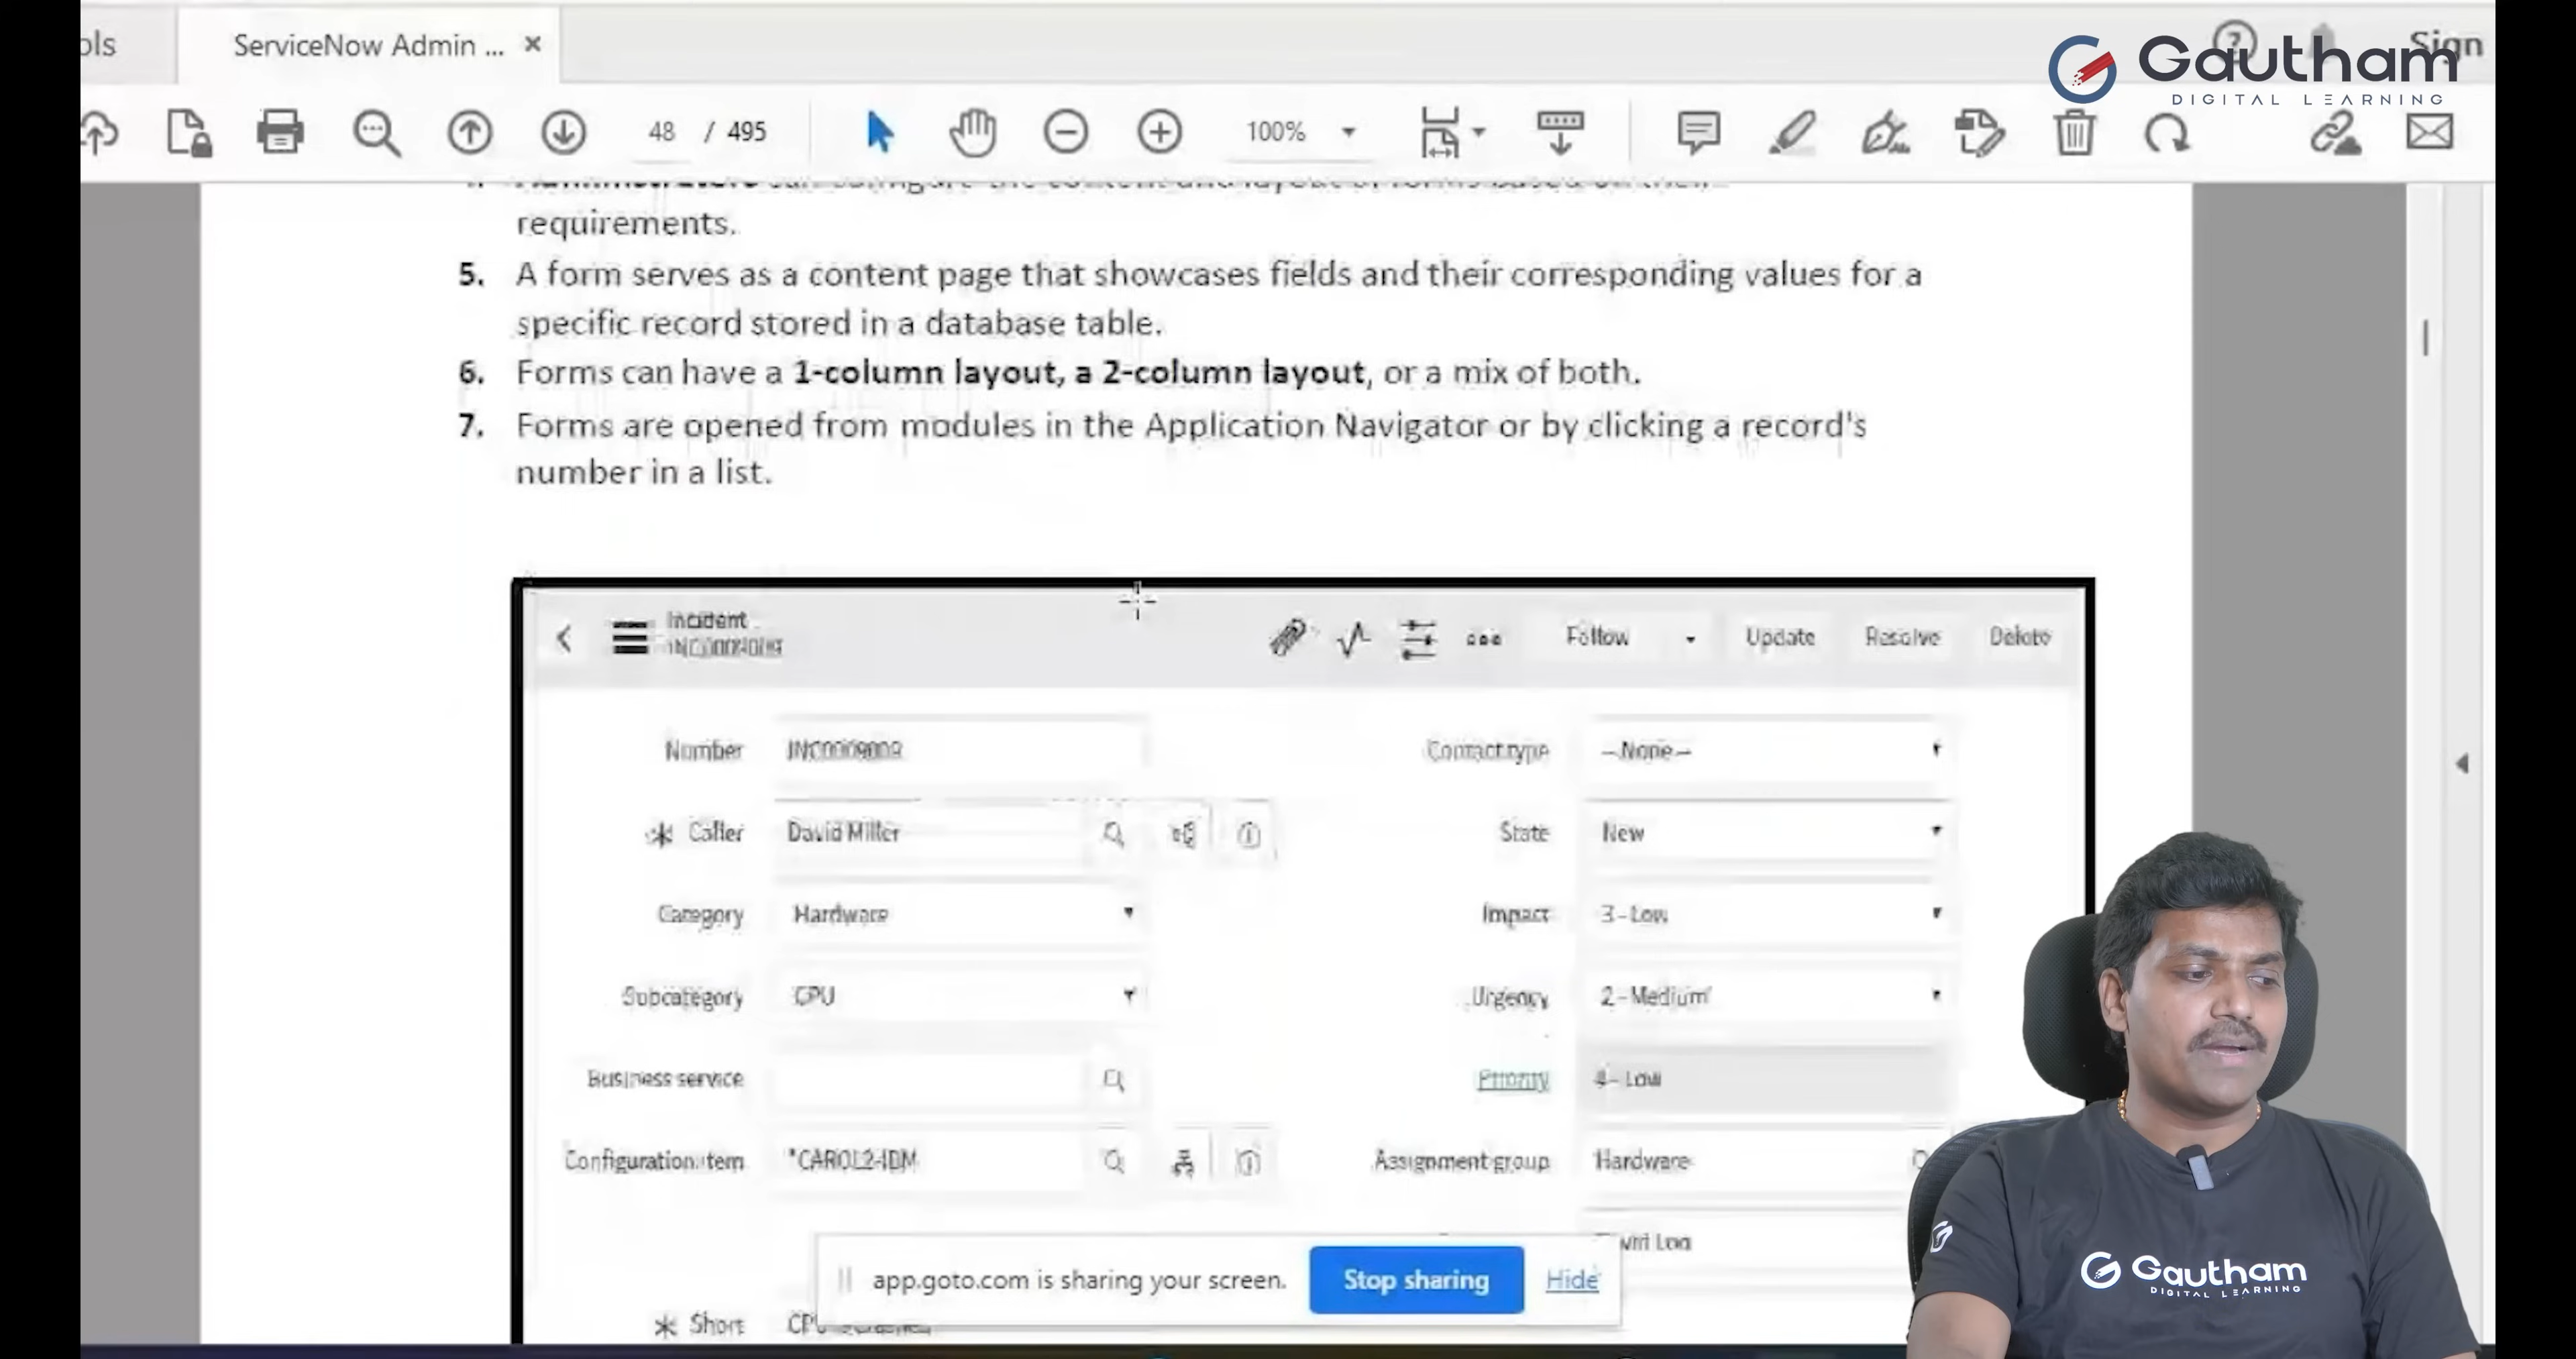 ols
ServiceNow Admin ...
Sign
Gautham
DIGITAL LEARNING
48 / 495
100%
requirements.
5. A form serves as a content page that showcases fields and their corresponding values for a
specific record stored in a database table.
6. Forms can have a 1-column layout, a 2-column layout, or a mix of both.
7. Forms are opened from modules in the Application Navigator or by clicking a record's
number in a list.
Incident
Follow
Update
Resolve
Delete
Number
Contact type
--None--
Caller
David Miller
State
New
Category
Hardware
Impact
3 - Low
Subcategory
CPU
Urgency
2 - Medium
Business service
Priority
4 - Low
Configuration item
Assignment group
Hardware
app.goto.com is sharing your screen.
Stop sharing
Hide
Short
Gautham
DIGITAL LEARNING